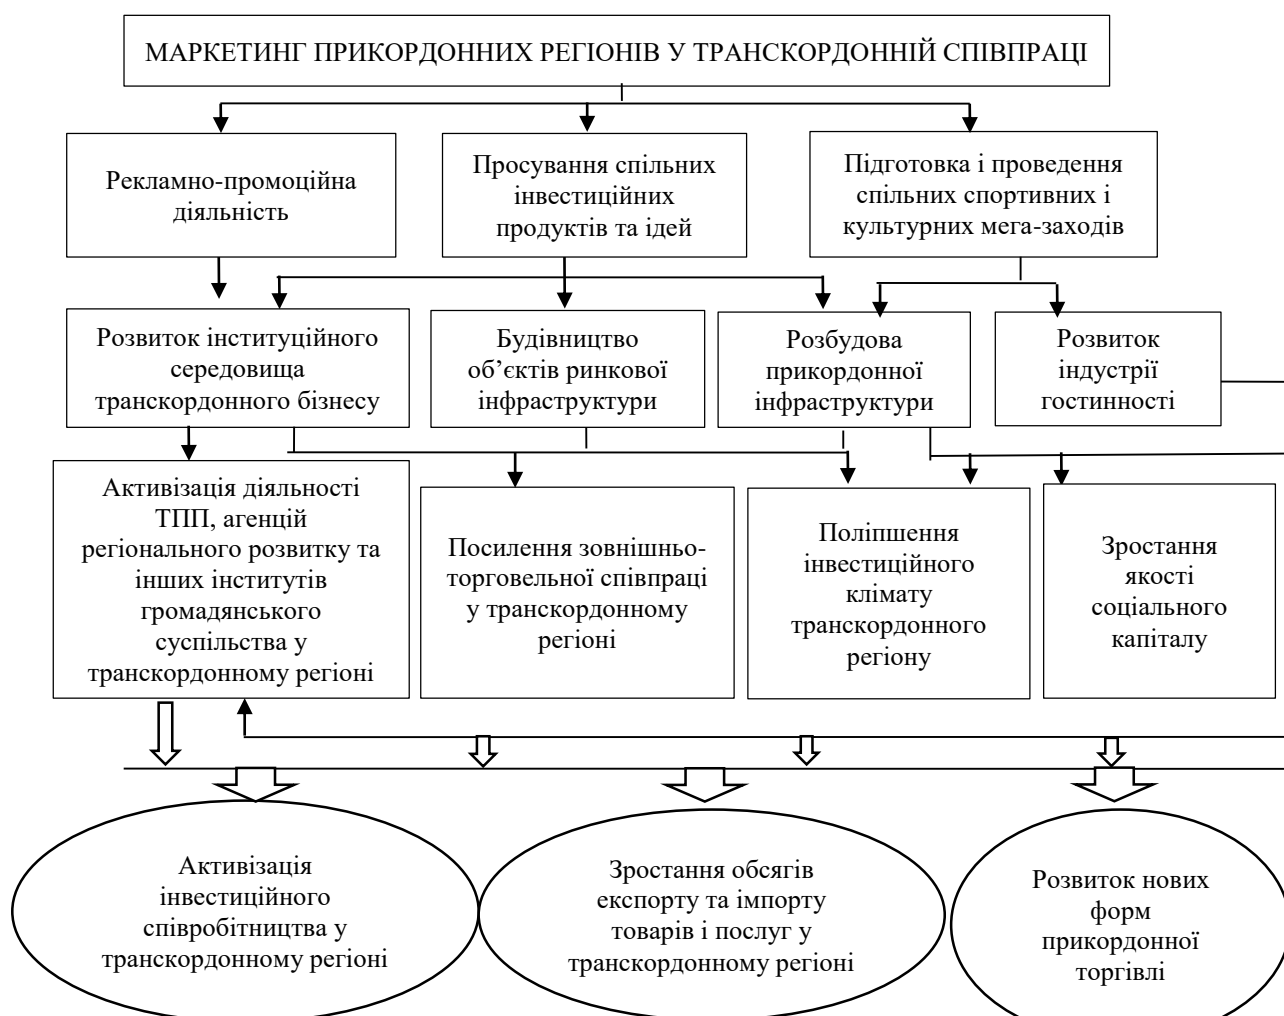 МАРКЕТИНГ ПРИКОРДОННИХ РЕГІОНІВ У ТРАНСКОРДОННІЙ СПІВПРАЦІ
Рекламно-промоційна
діяльність
Просування спільних
інвестиційних
продуктів та ідей
Підготовка і проведення
спільних спортивних і
культурних мега-заходів
Розвиток інституційного
середовища
транскордонного бізнесу
Будівництво
об’єктів ринкової
інфраструктури
Розбудова
прикордонної
інфраструктури
Розвиток
індустрії
гостинності
Активізація діяльності
ТПП, агенцій
регіонального розвитку та
інших інститутів
громадянського
суспільства у
транскордонному регіоні
Посилення зовнішньо-
торговельної співпраці
у транскордонному
регіоні
Поліпшення
інвестиційного
клімату
транскордонного
регіону
Зростання
якості
соціального
капіталу
Активізація
інвестиційного
співробітництва у
транскордонному регіоні
Зростання обсягів
експорту та імпорту
товарів і послуг у
транскордонному регіоні
Розвиток нових
форм
прикордонної
торгівлі